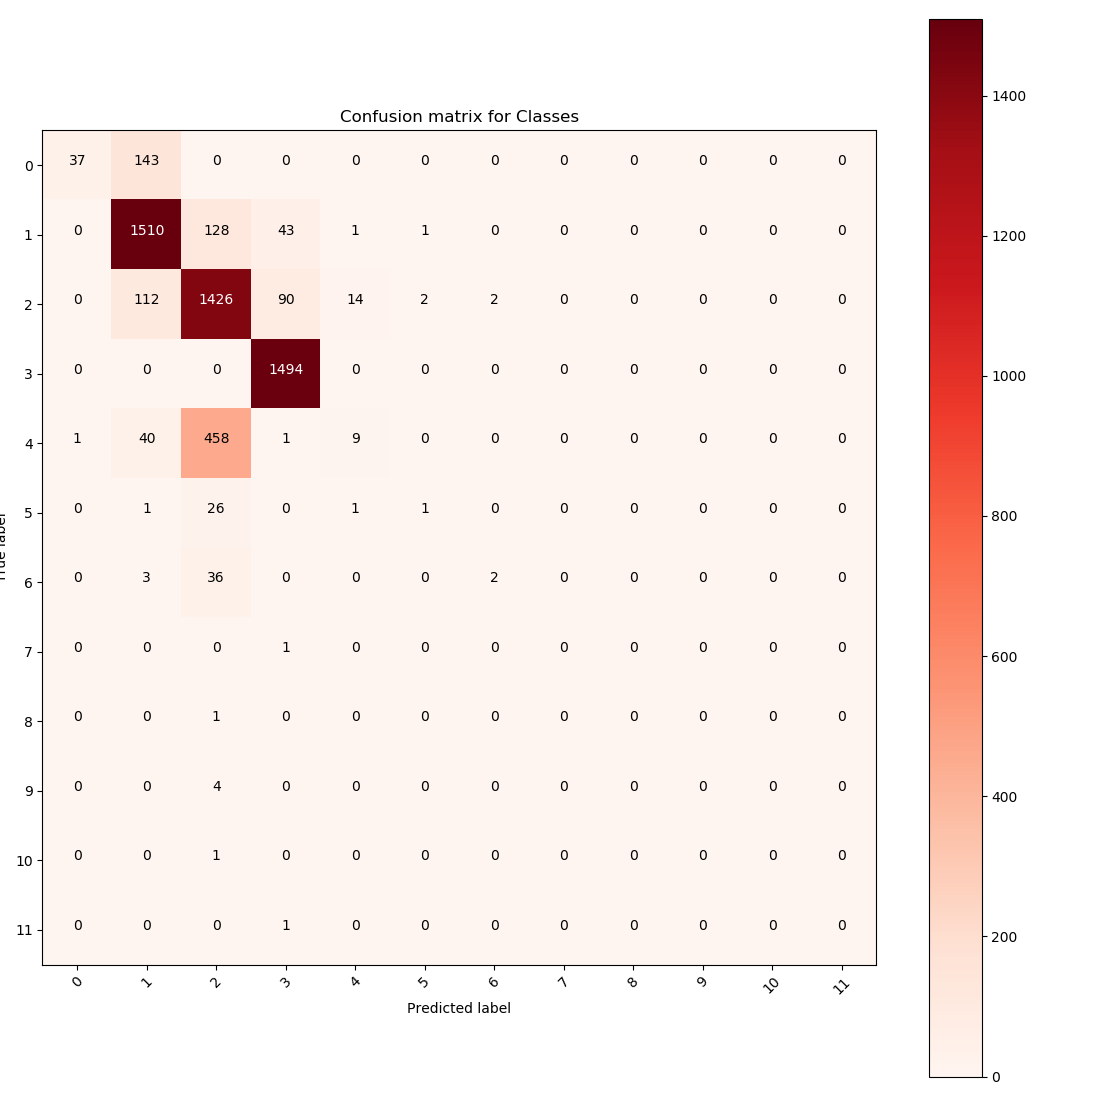 Confusion matrix for Classes
0 37 143 0 0 0 0 0 0 0 0 0 0
1 0 1510 128 43 1 1 0 0 0 0 0 0
2 0 112 1426 90 14 2 2 0 0 0 0 0
3 0 0 0 1494 0 0 0 0 0 0 0 0
4 1 40 458 1 9 0 0 0 0 0 0 0
5 0 1 26 0 1 1 0 0 0 0 0 0
6 0 3 36 0 0 0 2 0 0 0 0 0
7 0 0 0 1 0 0 0 0 0 0 0 0
8 0 0 1 0 0 0 0 0 0 0 0 0
9 0 0 4 0 0 0 0 0 0 0 0 0
10 0 0 1 0 0 0 0 0 0 0 0 0
11 0 0 0 1 0 0 0 0 0 0 0 0
0 1 2 3 4 5 6 7 8 9 10 11
Predicted label
True label
1400
1200
1000
800
600
400
200
0